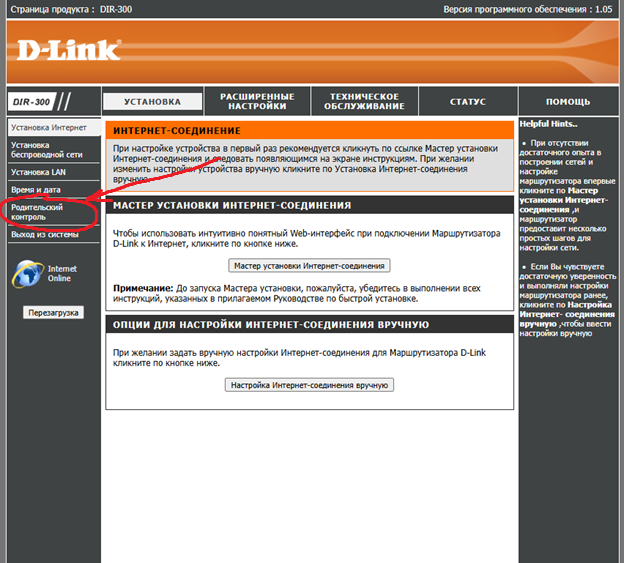 Страница продукта : DIR-300
Версия программного обеспечения : 1.05
D-Link®
DIR-300
УСТАНОВКА
РАСШИРЕННЫЕ
НАСТРОЙКИ
ТЕХНИЧЕСКОЕ
ОБСЛУЖИВАНИЕ
СТАТУС
ПОМОЩЬ
Установка Интернет
Установка
беспроводной сети
Установка LAN
Время и дата
Родительский
контроль
Выход из системы
Internet
Online
Перезагрузка
ИНТЕРНЕТ-СОЕДИНЕНИЕ
При настройке устройства в первый раз рекомендуется кликнуть по ссылке Мастер установки
Интернет-соединения и следовать появляющимся на экране инструкциям. При желании
изменить настройки устройства вручную кликните по Установка Интернет-соединения
вручную.
МАСТЕР УСТАНОВКИ ИНТЕРНЕТ-СОЕДИНЕНИЯ
Чтобы использовать интуитивно понятный Web-интерфейс при подключении Маршрутизатора
D-Link к Интернет, кликните по кнопке ниже.
Мастер установки Интернет-соединения
Примечание: До запуска Мастера установки, пожалуйста, убедитесь в выполнении всех
инструкций, указанных в прилагаемом Руководстве по быстрой установке.
ОПЦИИ ДЛЯ НАСТРОЙКИ ИНТЕРНЕТ-СОЕДИНЕНИЯ ВРУЧНУЮ
При желании задать вручную настройки Интернет-соединения для Маршрутизатора D-Link
кликните по кнопке ниже.
Настройка Интернет-соединения вручную
Helpful Hints..
• При отсутствии
достаточного опыта в
построении сетей и
настройке
маршрутизатора впервые
кликните по Мастер
установки Интернет-
соединения ,и
маршрутизатор
предоставит несколько
простых шагов для
настройки сети.
• Если Вы чувствуете
достаточную уверенность
и выполняли настройки
маршрутизатора ранее,
кликните по Настройка
Интернет- соединения
вручную ,чтобы ввести
настройки вручную